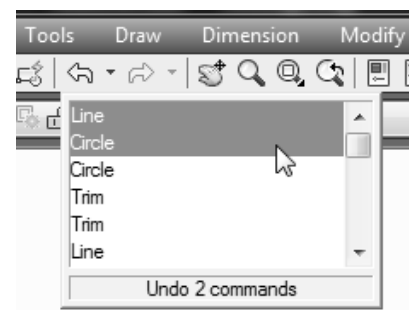 Tools Draw Dimension Modify
Line
Circle
Circle
Trim
Trim
Line
Undo 2 commands